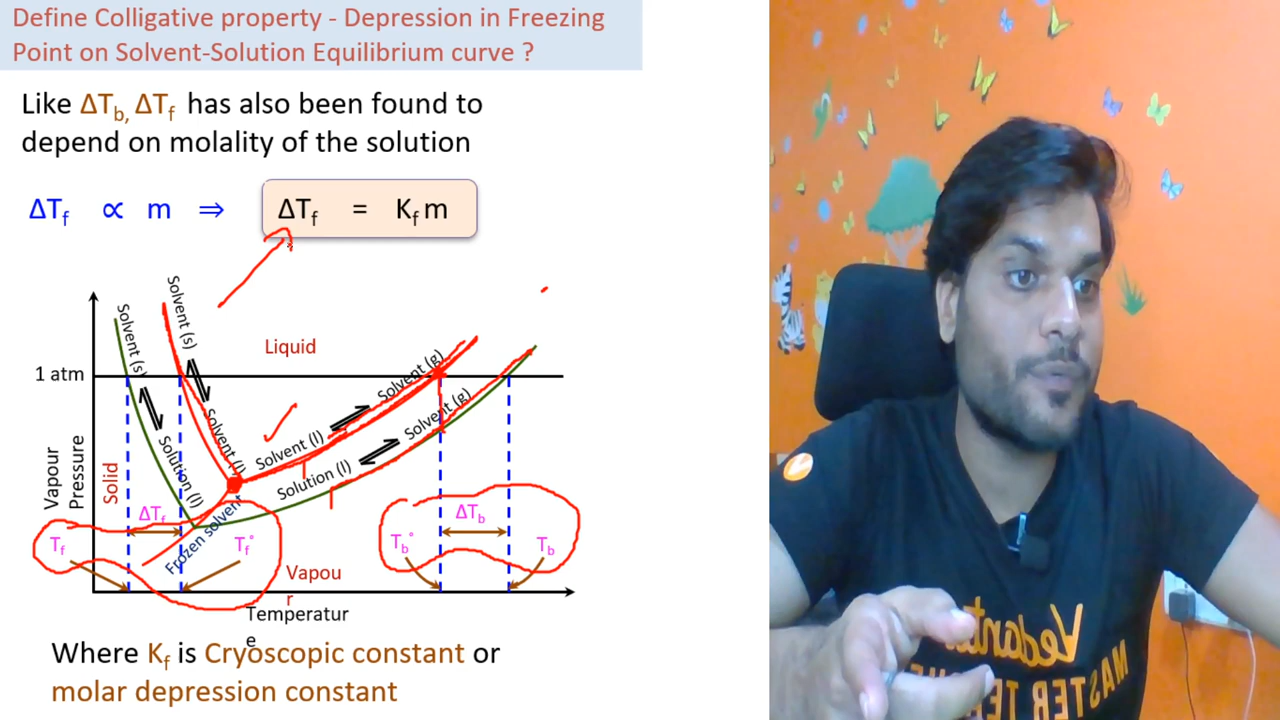 Define Colligative property - Depression in Freezing
Point on Solvent-Solution Equilibrium curve ?
Like ΔTb, ΔTf has also been found to
depend on molality of the solution
ΔTf ∝ m ⇒ ΔTf = Kf m
Solvent (s)
Solvent (s)
Liquid
1 atm
Solvent (g)
Solvent (g)
Solvent (l)
Solvent (l)
Solution (l)
Solution (l)
Vapour
Pressure
Solid
ΔTf
ΔTb
Frozen solvent
Tf
Tf°
Tb°
Tb
Vapou
r
Temperatur
e
Where Kf is Cryoscopic constant or
molar depression constant
Vedantu
MASTER TE